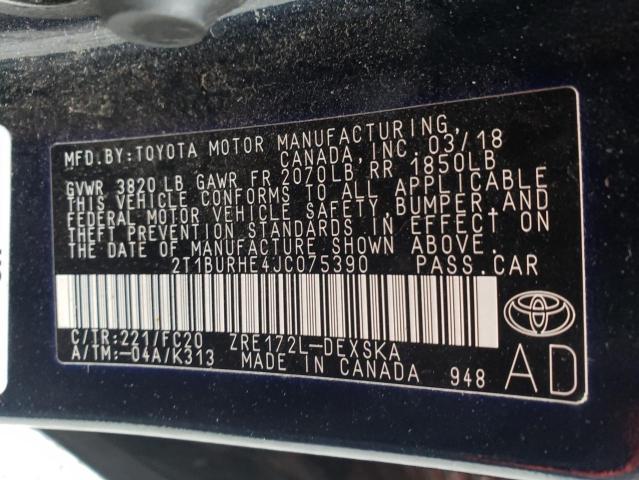 MFD.BY:TOYOTA MOTOR MANUFACTURING,
CANADA,INC.03/18
GVWR 3820LB GAWR FR 2070LB,RR 1850LB
THIS VEHICLE CONFORMS TO ALL APPLICABLE
FEDERAL MOTOR VEHICLE SAFETY,BUMPER AND
THEFT PREVENTION STANDARDS IN EFFECT ON
THE DATE OF MANUFACTURE SHOWN ABOVE.
2T1BURHE4JC075390 PASS.CAR
C/TR:221/FC20 ZRE172L-DEXSKA
A/TM:-04A/K313 MADE IN CANADA 948 AD